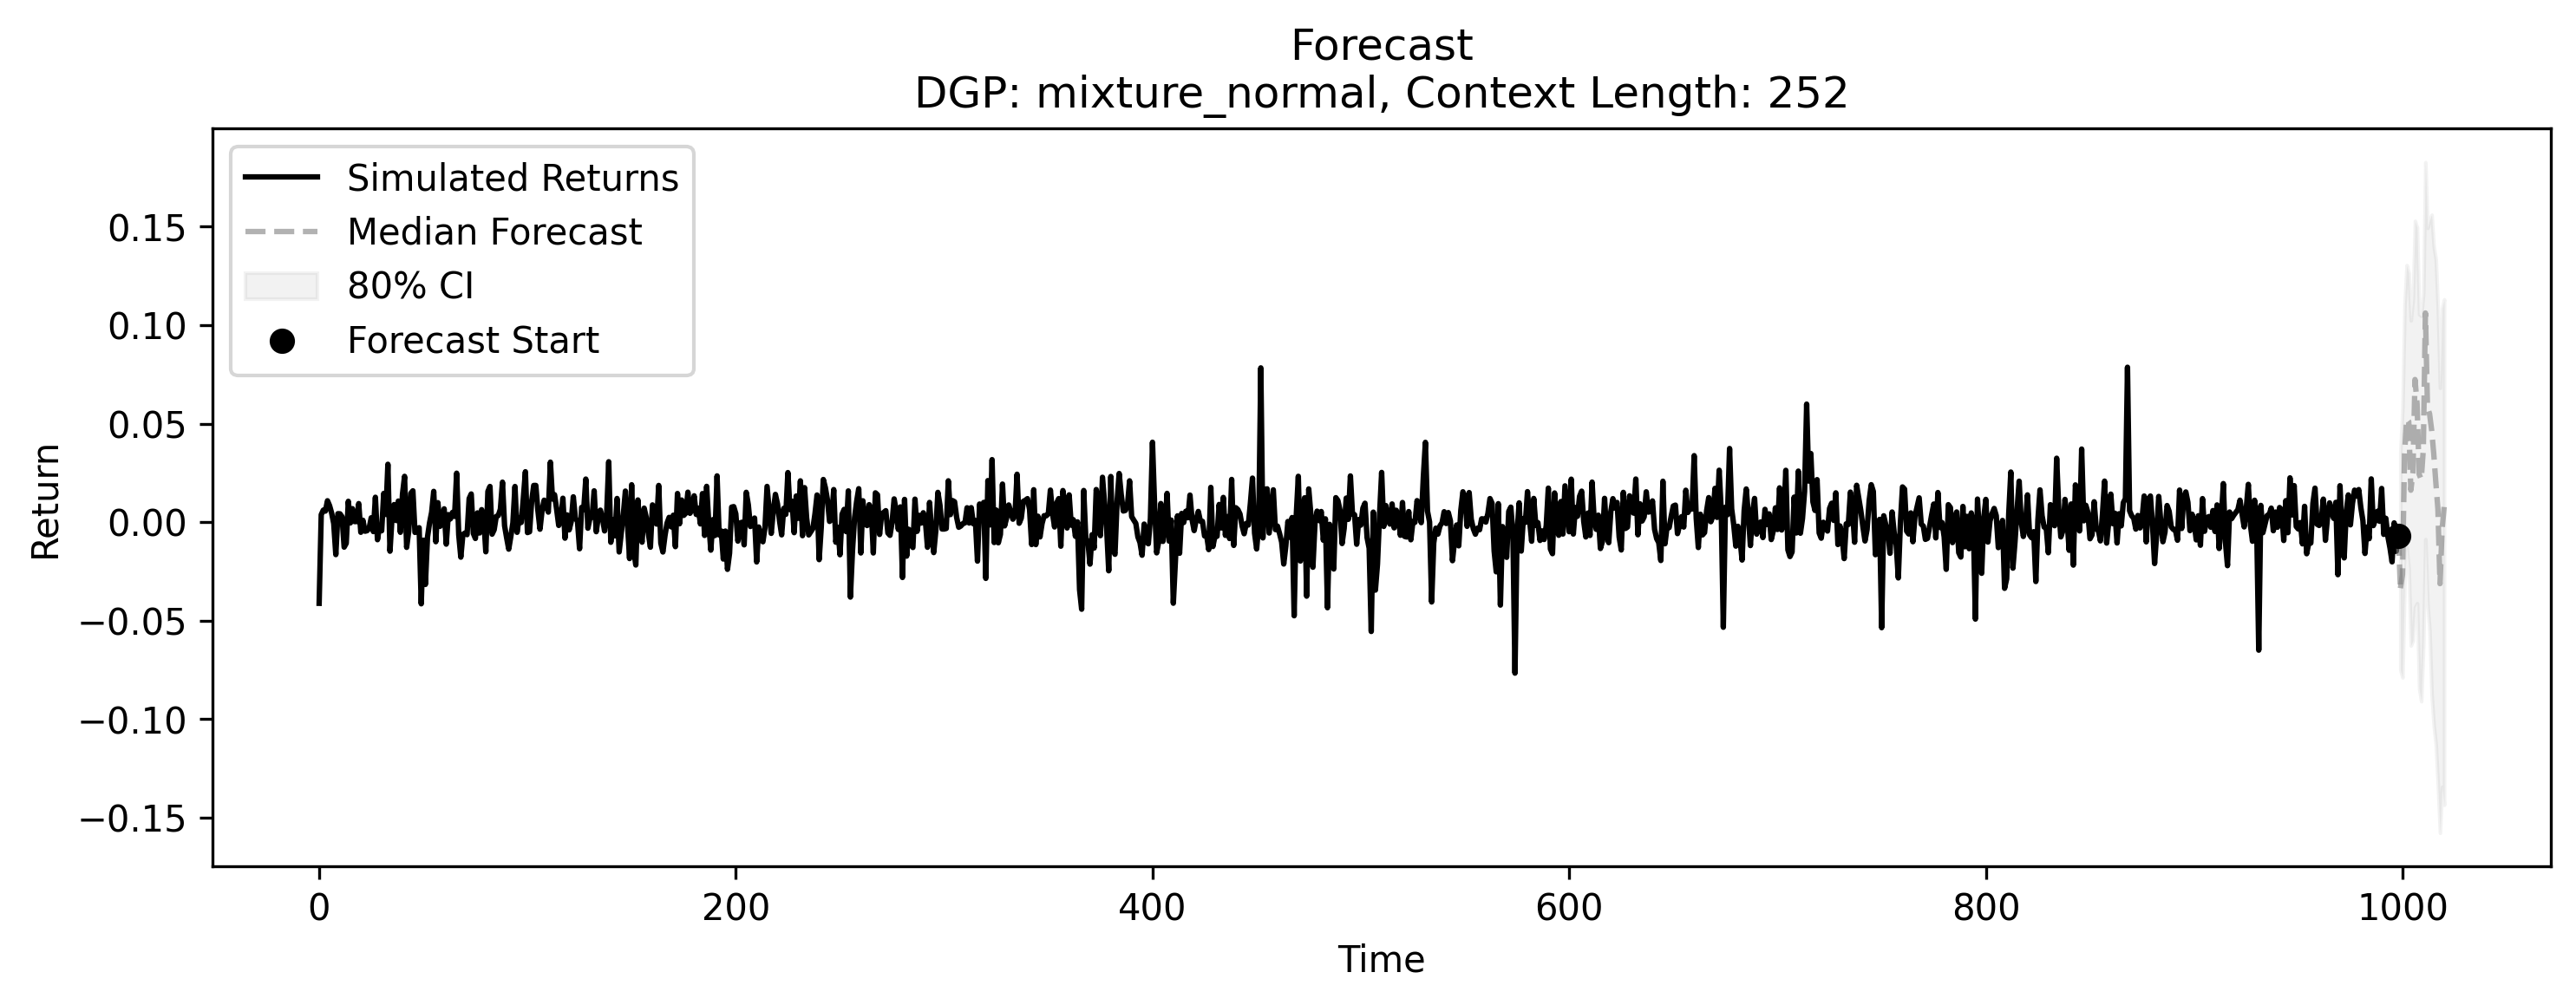 Forecast
DGP: mixture_normal, Context Length: 252
Simulated Returns
Median Forecast
80% CI
Forecast Start
Return
0.15
0.10
0.05
0.00
−0.05
−0.10
−0.15
0 200 400 600 800 1000
Time